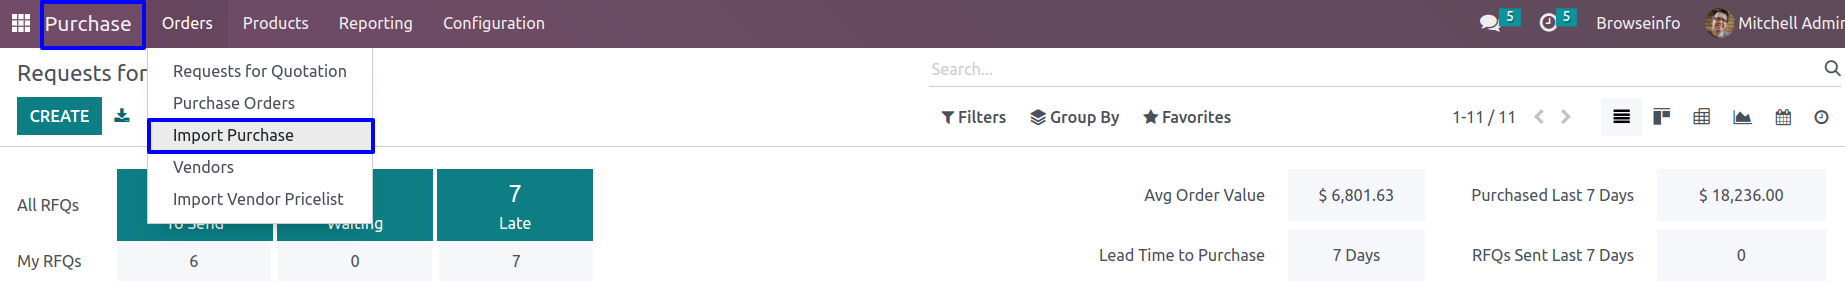 Purchase Orders Products Reporting Configuration 5 5 Browseinfo Mitchell Admin
Requests for
Search...
CREATE
Filters Group By Favorites 1-11 / 11
Requests for Quotation
Purchase Orders
Import Purchase
Vendors
Import Vendor Pricelist
All RFQs To Send Waiting 7 Late
My RFQs 6 0 7
Avg Order Value $ 6,801.63 Purchased Last 7 Days $ 18,236.00
Lead Time to Purchase 7 Days RFQs Sent Last 7 Days 0